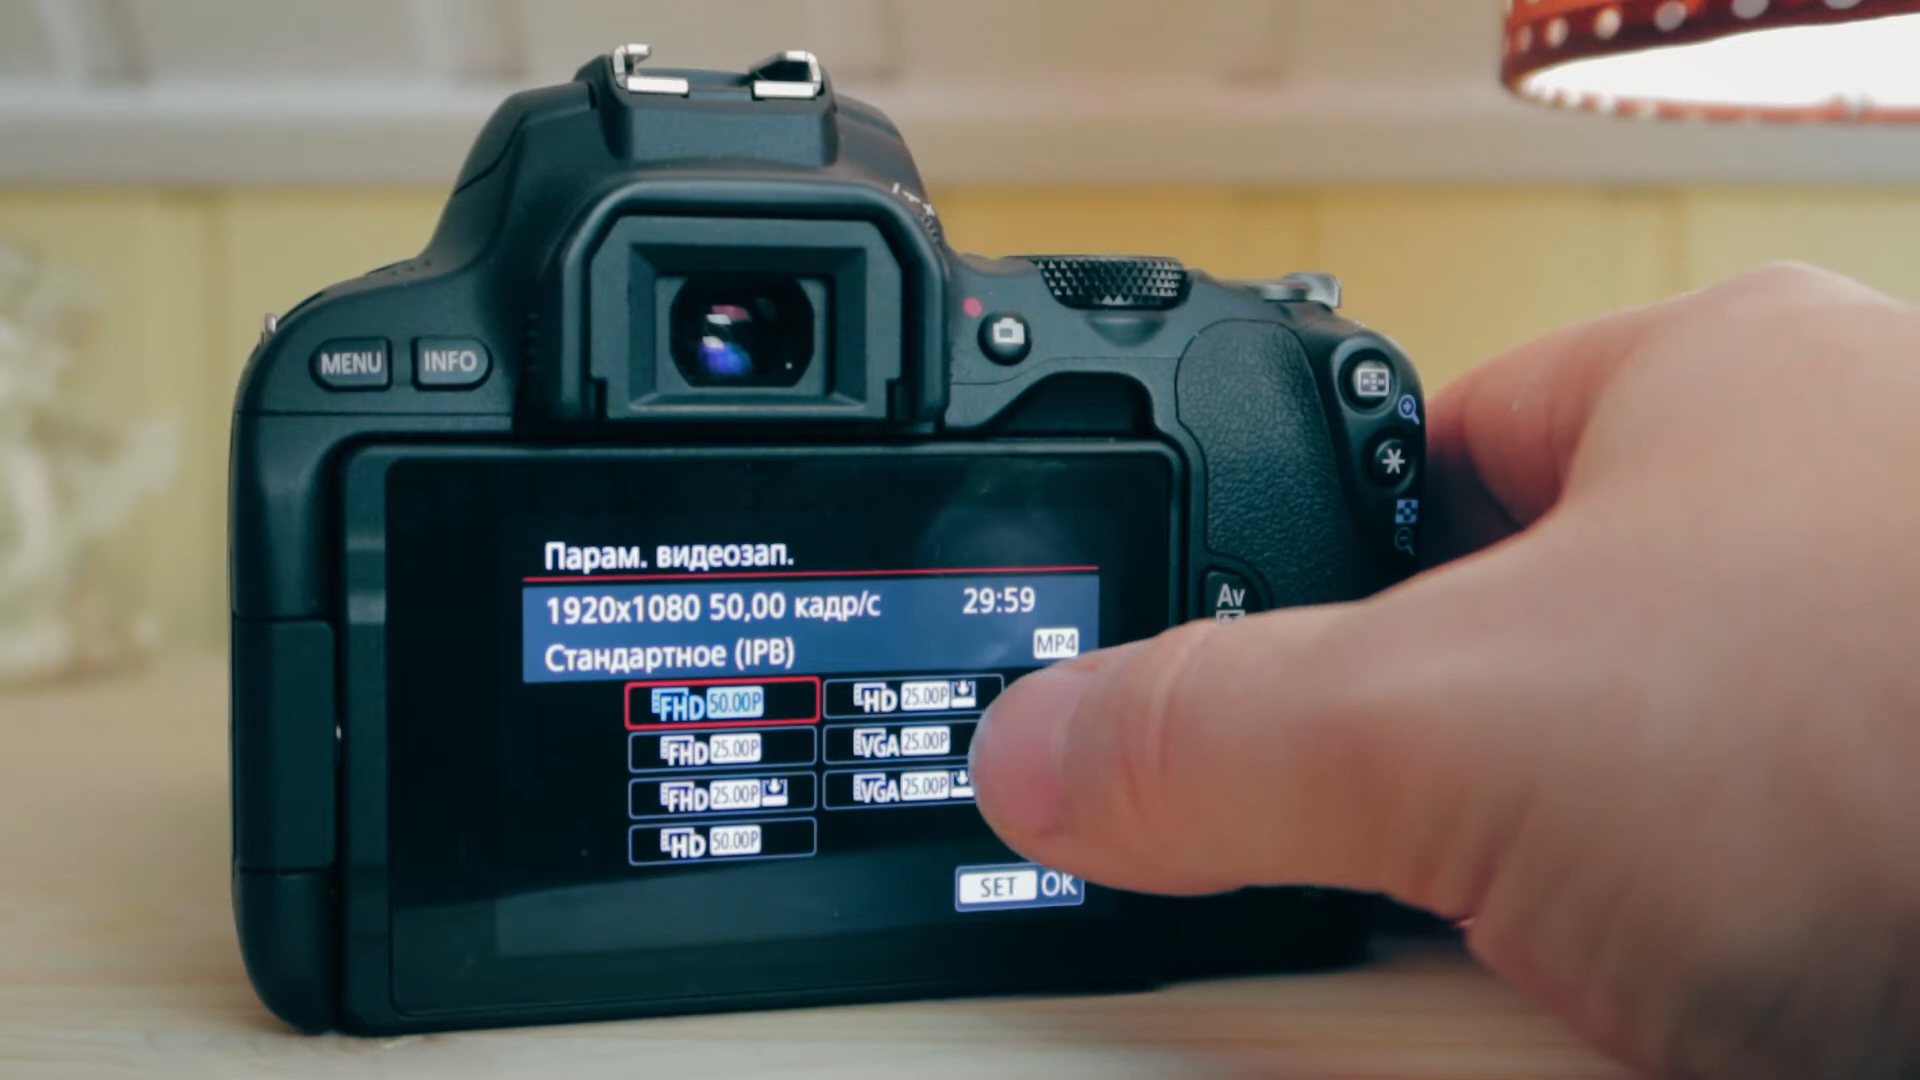 MENU INFO
Av
Парам. видеозап.
1920x1080 50,00 кадр/с 29:59
Стандартное (IPB) MP4
FHD 50.00P HD 25.00P
FHD 25.00P VGA 25.00P
FHD 25.00P VGA 25.00P
HD 50.00P
SET OK